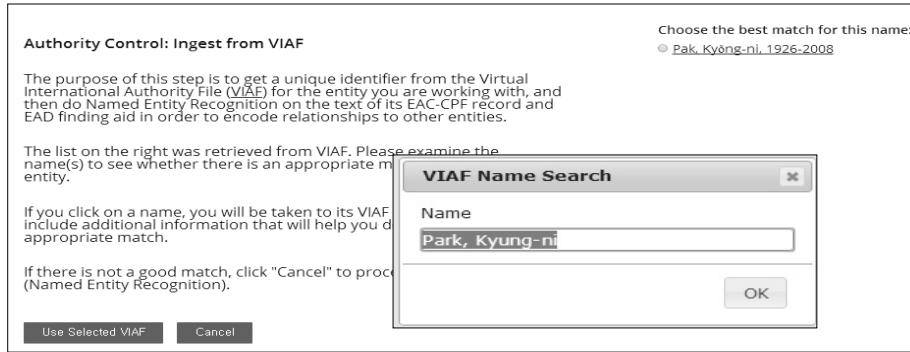 Authority Control: Ingest from VIAF
The purpose of this step is to get a unique identifier from the Virtual
International Authority File (VIAF) for the entity you are working with, and
then do Named Entity Recognition on the text of its EAC-CPF record and
EAD finding aid in order to encode relationships to other entities.
The list on the right was retrieved from VIAF. Please examine the
name(s) to see whether there is an appropriate
entity.
If you click on a name, you will be taken to its VIAF
include additional information that will help you
appropriate match.
If there is not a good match, click "Cancel" to
(Named Entity Recognition).
Use Selected VIAF
Cancel
Choose the best match for this name:
Pak, Kyŏng-ni, 1926-2008
VIAF Name Search
Name
Park, Kyung-ni
OK